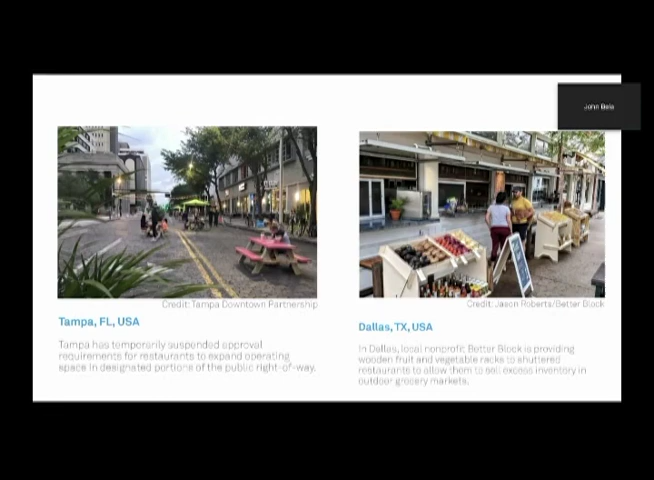 John Bela
Credit: Tampa Downtown Partnership
Tampa, FL, USA
Tampa has temporarily suspended approval
requirements for restaurants to expand operating
space in designated portions of the public right-of-way.
Credit: Jason Roberts/Better Block
Dallas, TX, USA
In Dallas, local nonprofit Better Block is providing
wooden fruit and vegetable racks to shuttered
restaurants to allow them to sell excess inventory in
outdoor grocery markets.